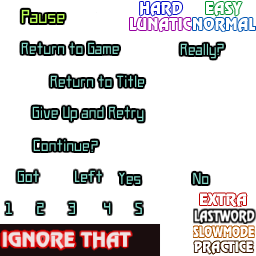 Pause
HARD EASY
LUNATIC NORMAL
Return to Game Really?
Return to Title
Give Up and Retry
Continue?
Got Left Yes No
1 2 3 4 5
EXTRA
LASTWORD
SLOWMODE
PRACTICE
IGNORE THAT